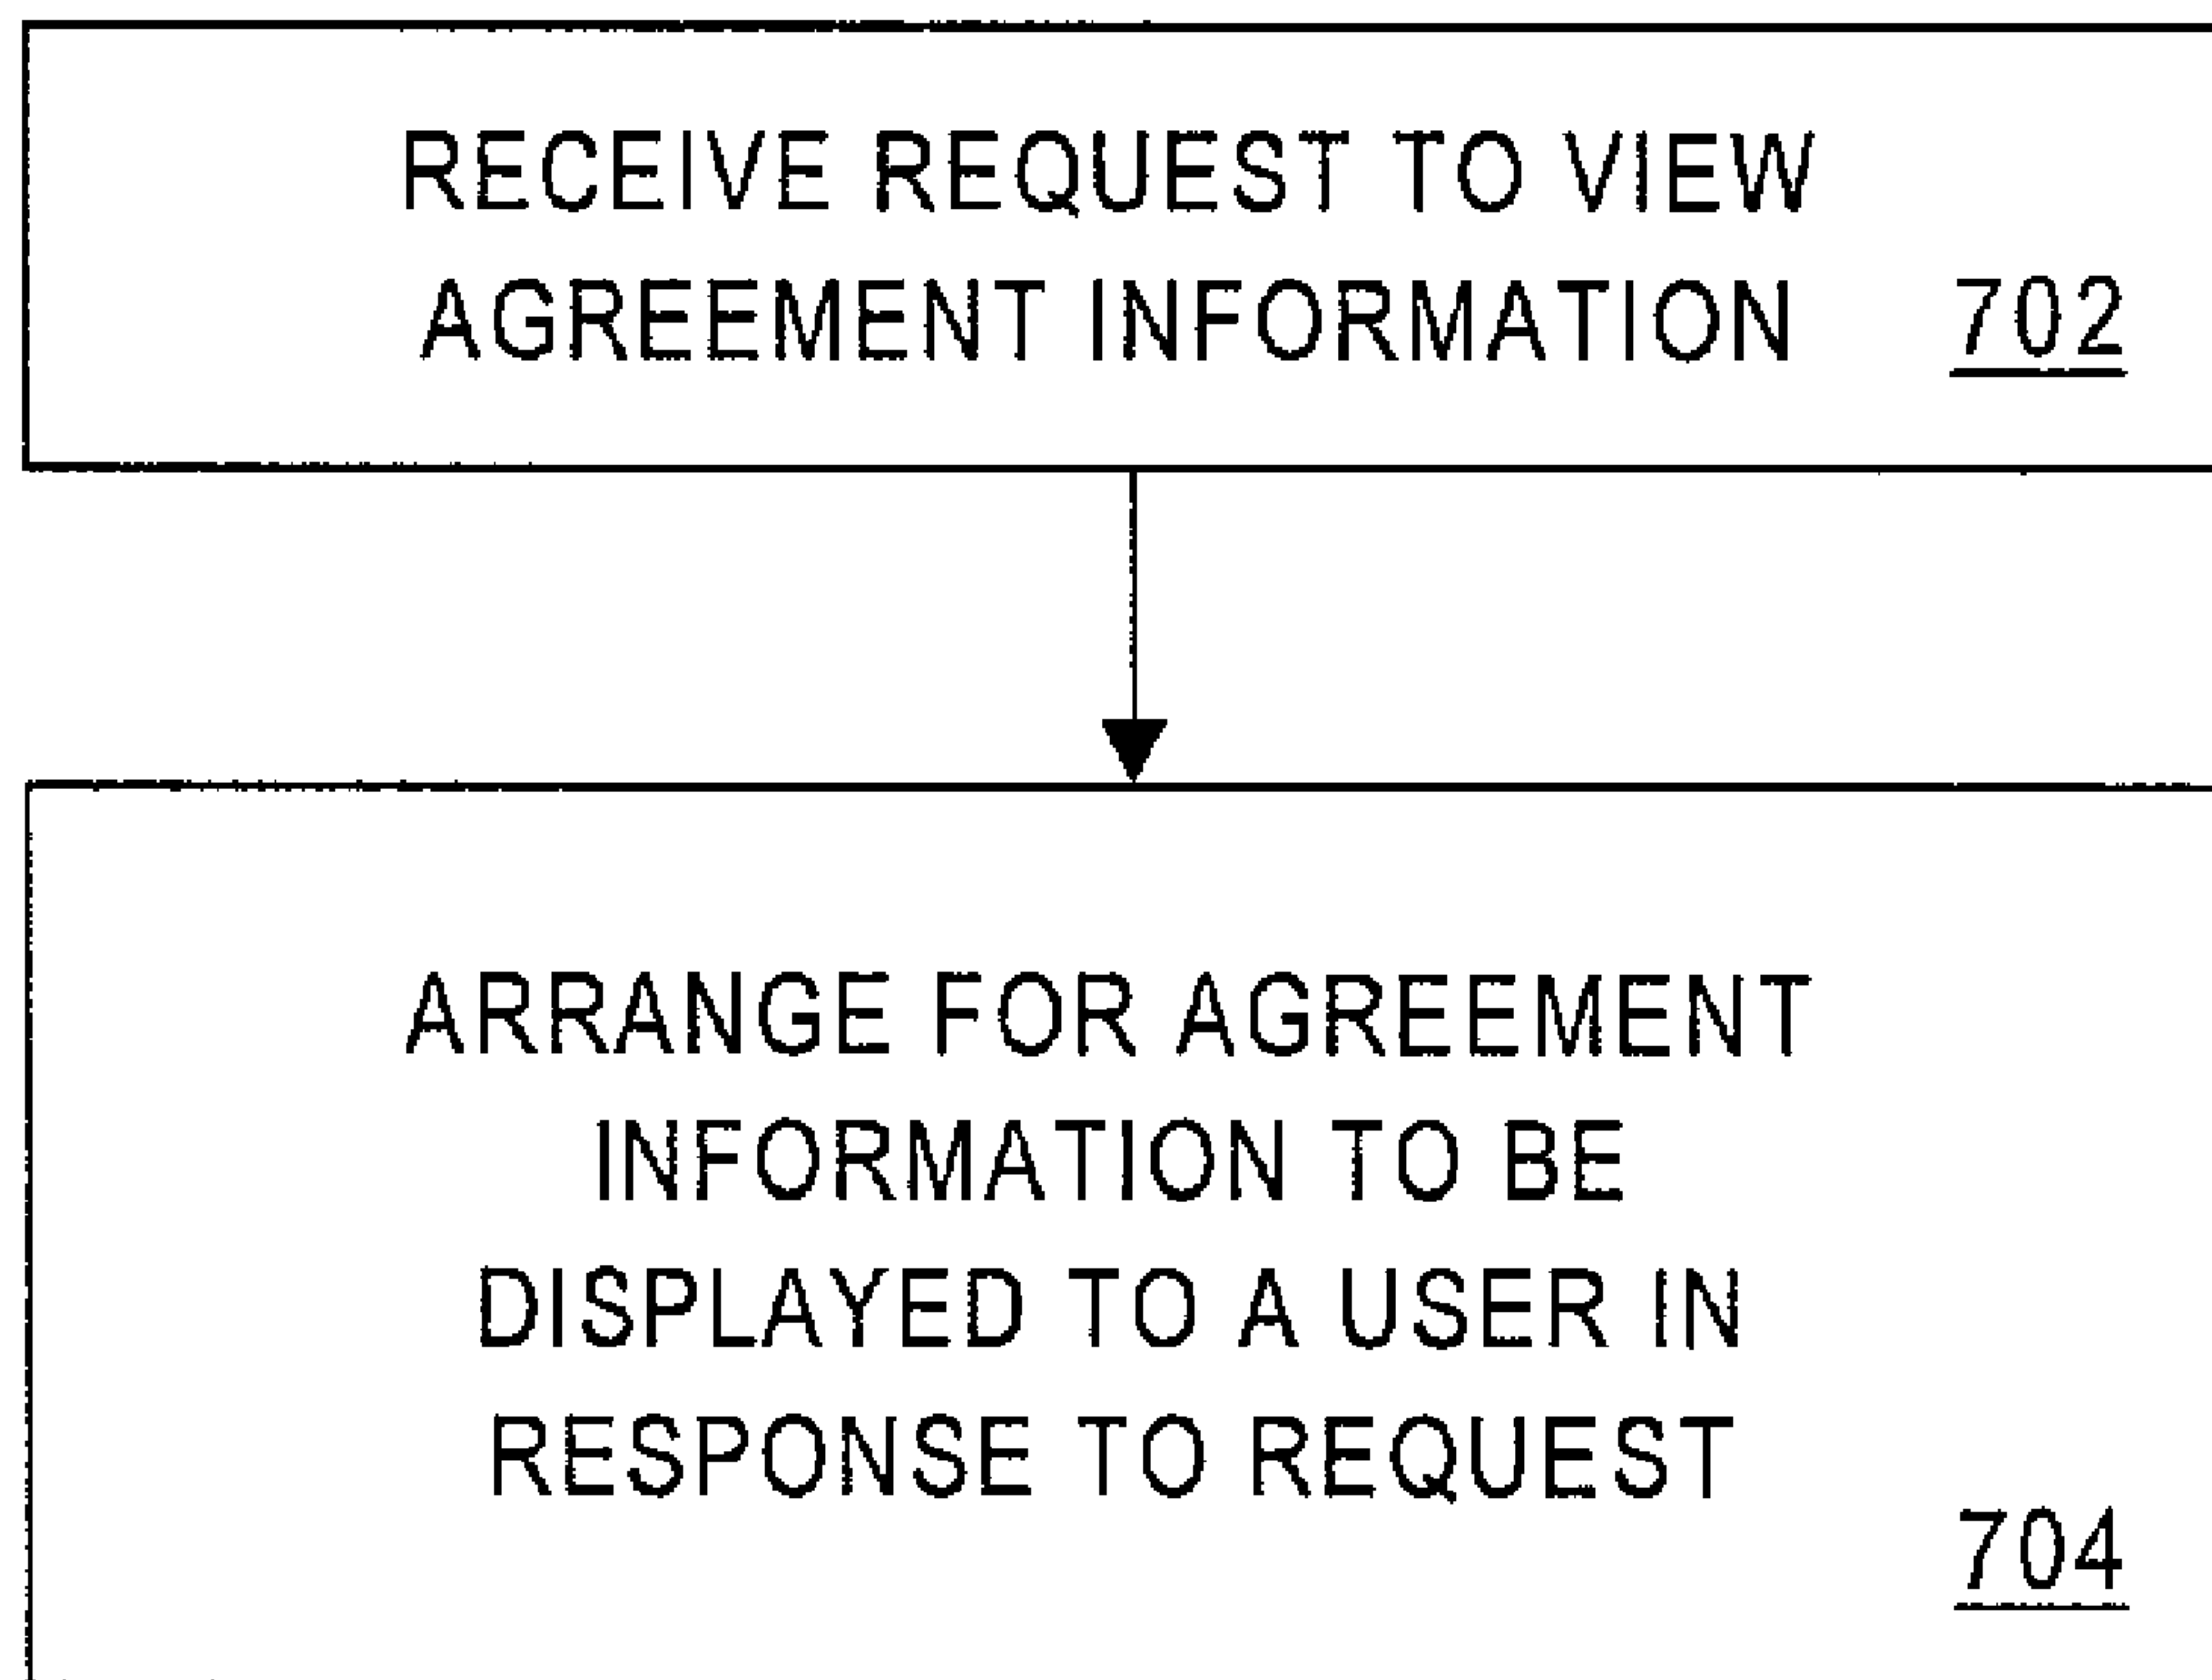 RECEIVE REQUEST TO VIEW
AGREEMENT INFORMATION 702
ARRANGE FOR AGREEMENT
INFORMATION TO BE
DISPLAYED TO A USER IN
RESPONSE TO REQUEST
704